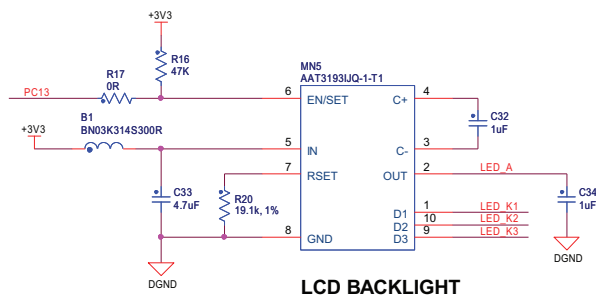 +3V3
R16
47K
MN5
AAT3193IJQ-1-T1
R17
0R
PC13
6
EN/SET
C+
4
C32
1uF
B1
BN03K314S300R
+3V3
5
IN
C-
3
7
RSET
OUT
2
LED_A
C33
4.7uF
R20
19.1k, 1%
C34
1uF
D1
1
LED_K1
D2
10
LED_K2
8
GND
D3
9
LED_K3
DGND
DGND
LCD BACKLIGHT